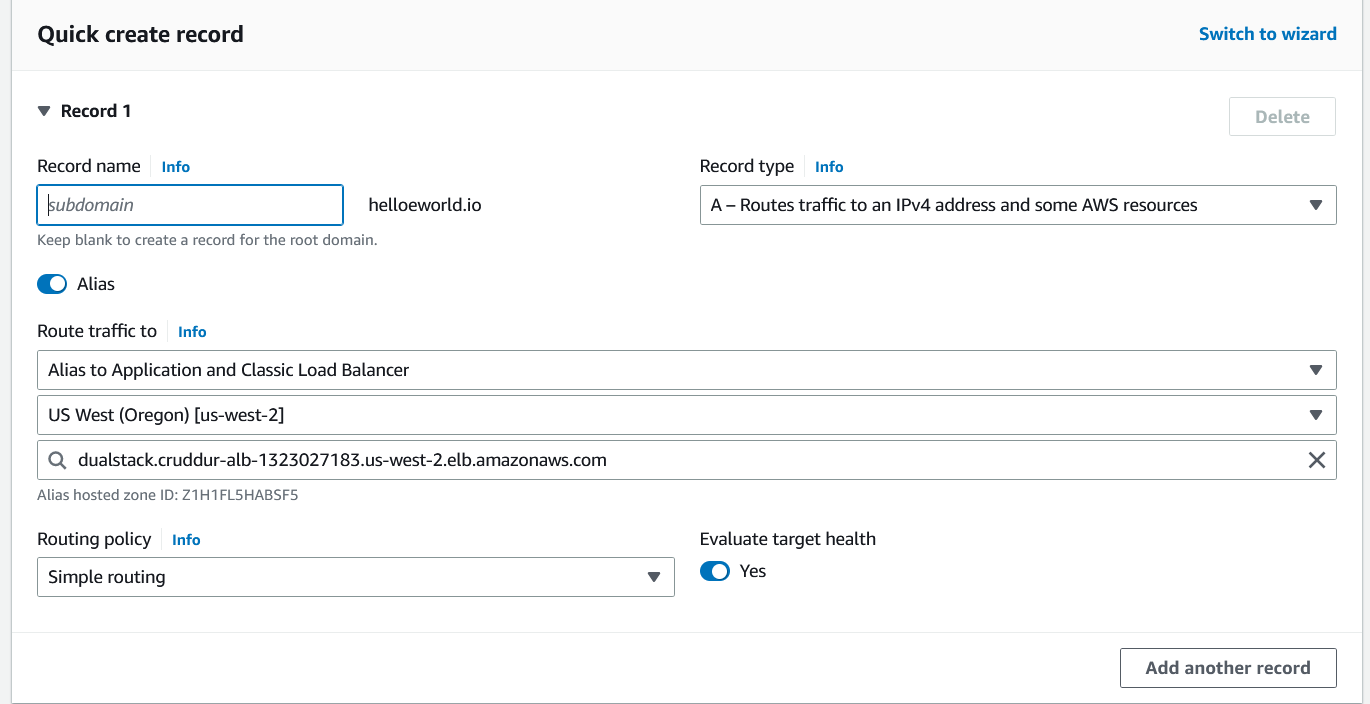 Quick create record
Switch to wizard
Record 1
Delete
Record name
Info
Record type
Info
subdomain
helloeworld.io
A – Routes traffic to an IPv4 address and some AWS resources
Keep blank to create a record for the root domain.
Alias
Route traffic to
Info
Alias to Application and Classic Load Balancer
US West (Oregon) [us-west-2]
dualstack.cruddur-alb-1323027183.us-west-2.elb.amazonaws.com
Alias hosted zone ID: Z1H1FL5HABSF5
Routing policy
Info
Evaluate target health
Simple routing
Yes
Add another record